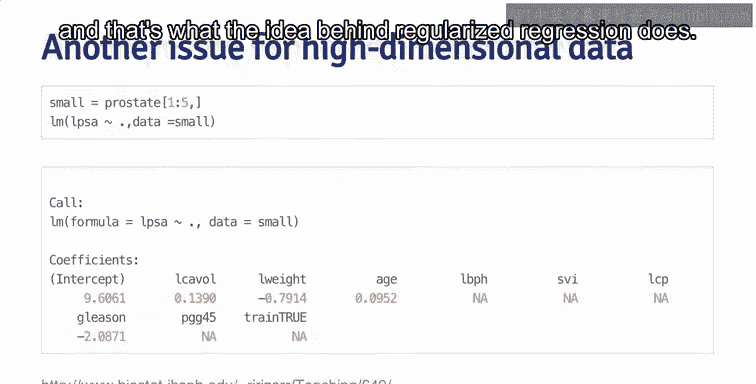 and that's what the idea behind regularized regression does.
Another issue for high-dimensional data
small = prostate[1:5,]
lm(lpsa ~ .,data =small)
Call:
lm(formula = lpsa ~ ., data = small)
Coefficients:
(Intercept) lcavol lweight age lbph svi lcp
9.6061 0.1390 -0.7914 0.0952 NA NA NA
gleason pgg45 trainTRUE
-2.0871 NA NA